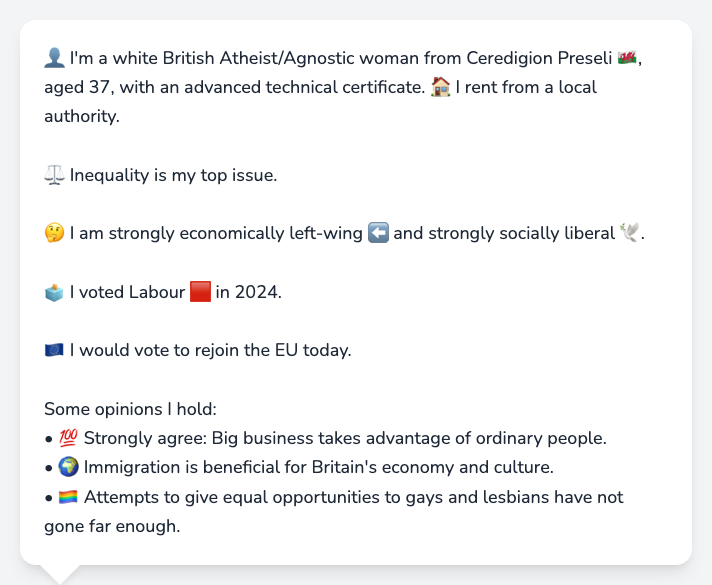 👤 I'm a white British Atheist/Agnostic woman from Ceredigion Preseli 🏴󠁧󠁢󠁷󠁬󠁳󠁿,
aged 37, with an advanced technical certificate. 🏠 I rent from a local
authority.
⚖️ Inequality is my top issue.
🤔 I am strongly economically left-wing ⬅️ and strongly socially liberal 🕊️.
🗳️ I voted Labour 🟥 in 2024.
🇪🇺 I would vote to rejoin the EU today.
Some opinions I hold:
• 💯 Strongly agree: Big business takes advantage of ordinary people.
• 🌍 Immigration is beneficial for Britain's economy and culture.
• 🏳️‍🌈 Attempts to give equal opportunities to gays and lesbians have not
gone far enough.